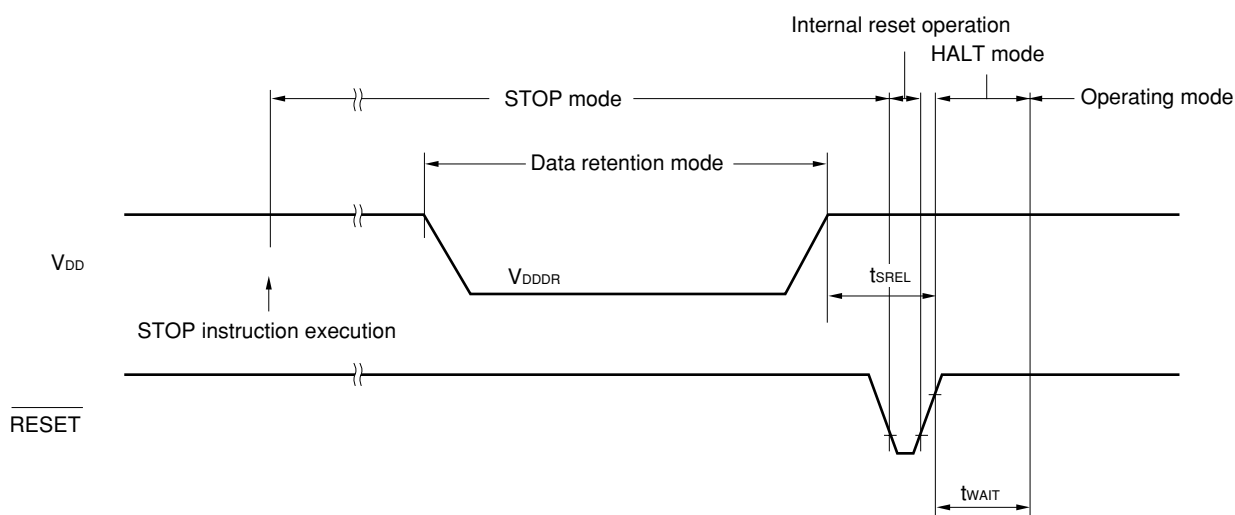 Internal reset operation
HALT mode
STOP mode
Operating mode
Data retention mode
VDD
VDDDR
tSREL
STOP instruction execution
RESET
tWAIT